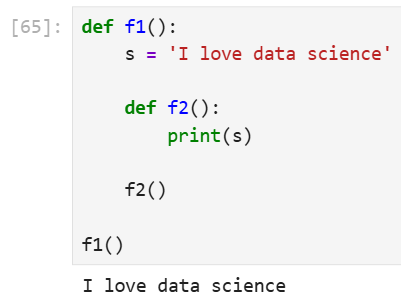 [65]: def f1():
    s = 'I love data science'
    def f2():
        print(s)
    f2()
f1()
I love data science